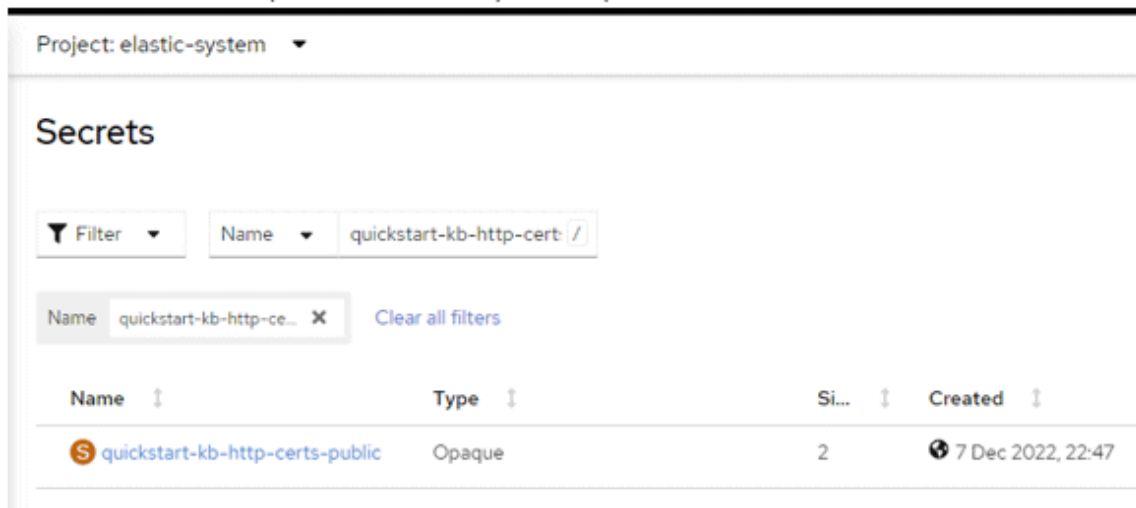 Project: elastic-system
Secrets
Filter Name quickstart-kb-http-cert: /
Name quickstart-kb-http-ce... Clear all filters
Name Type Si... Created
S quickstart-kb-http-certs-public Opaque 2 7 Dec 2022, 22:47